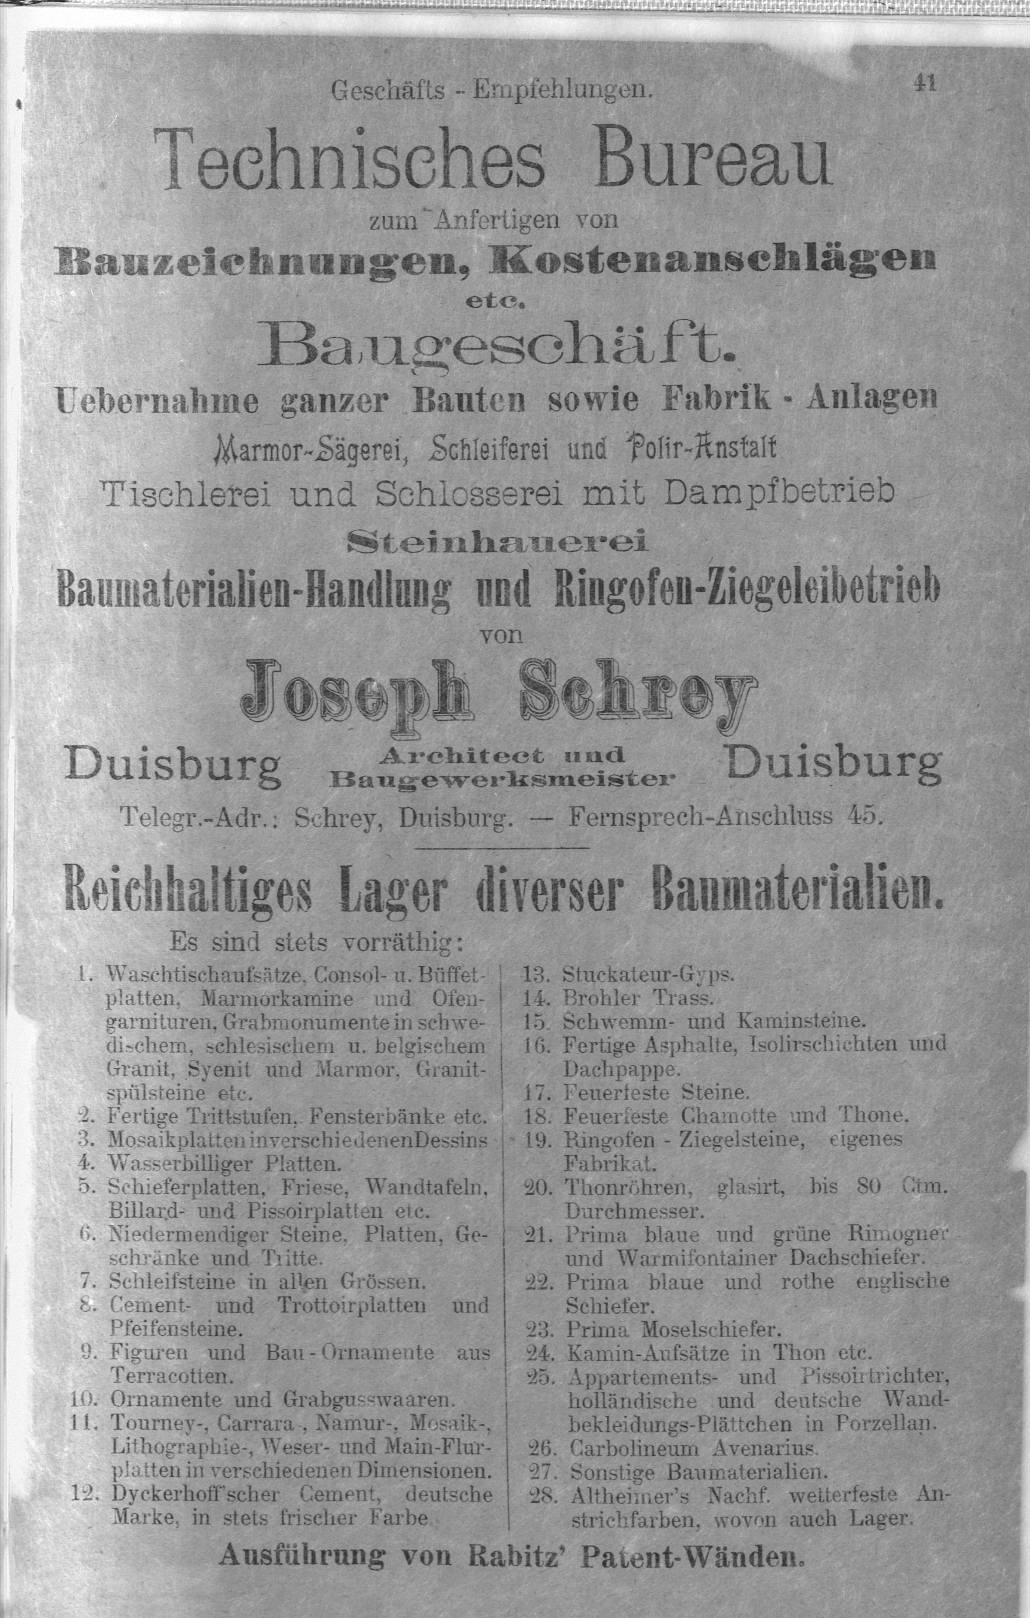 Geschäfts - Empfehlungen.
41
Technisches Bureau
zum Anfertigen von
Bauzeichnungen, Kostenanschlägen
etc.
Baugeschäft.
Uebernahme ganzer Bauten sowie Fabrik - Anlagen
Marmor-Sägerei, Schleiferei und Polir-Anstalt
Tischlerei und Schlosserei mit Dampfbetrieb
Steinhauerei
Baumaterialien-Handlung und Ringofen-Ziegeleibetrieb
von
Joseph Schrey
Duisburg Architect und Baugewerksmeister Duisburg
Telegr.-Adr.: Schrey, Duisburg. — Fernsprech-Anschluss 45.
Reichhaltiges Lager diverser Baumaterialien.
Es sind stets vorräthig:
1. Waschtischaufsätze, Consol- u. Büffet-
platten, Marmorkamine und Ofen-
garnituren, Grabmonumente in schwe-
dischem, schlesischem u. belgischem
Granit, Syenit und Marmor, Granit-
spülsteine etc.
2. Fertige Trittstufen, Fensterbänke etc.
3. Mosaikplatten in verschiedenen Dessins
4. Wasserbilliger Platten.
5. Schieferplatten, Friese, Wandtafeln,
Billard- und Pissoirplatten etc.
6. Niedermendiger Steine, Platten, Ge-
schränke und Tritte.
7. Schleifsteine in allen Grössen.
8. Cement- und Trottoirplatten und
Pfeifensteine.
9. Figuren und Bau-Ornamente aus
Terracotten.
10. Ornamente und Grabgusswaaren.
11. Tourney-, Carrara-, Namur-, Mosaik-,
Lithographie-, Weser- und Main-Flur-
platten in verschiedenen Dimensionen.
12. Dyckerhoff'scher Cement, deutsche
Marke, in stets frischer Farbe
13. Stuckateur-Gyps.
14. Brohler Trass.
15. Schwemm- und Kaminsteine.
16. Fertige Asphalte, Isolirschichten und
Dachpappe.
17. Feuerfeste Steine.
18. Feuerfeste Chamotte und Thone.
19. Ringofen - Ziegelsteine, eigenes
Fabrikat.
20. Thonröhren, glasirt, bis 80 Ctm.
Durchmesser.
21. Prima blaue und grüne Rimogner
und Warmifontainer Dachschiefer.
22. Prima blaue und rothe englische
Schiefer.
23. Prima Moselschiefer.
24. Kamin-Aufsätze in Thon etc.
25. Appartements- und Pissoirtrichter,
holländische und deutsche Wand-
bekleidungs-Plättchen in Porzellan.
26. Carbolineum Avenarius.
27. Sonstige Baumaterialien.
28. Altheimer's Nachf. wetterfeste An-
strichfarben, wovon auch Lager.
Ausführung von Rabitz' Patent-Wänden.